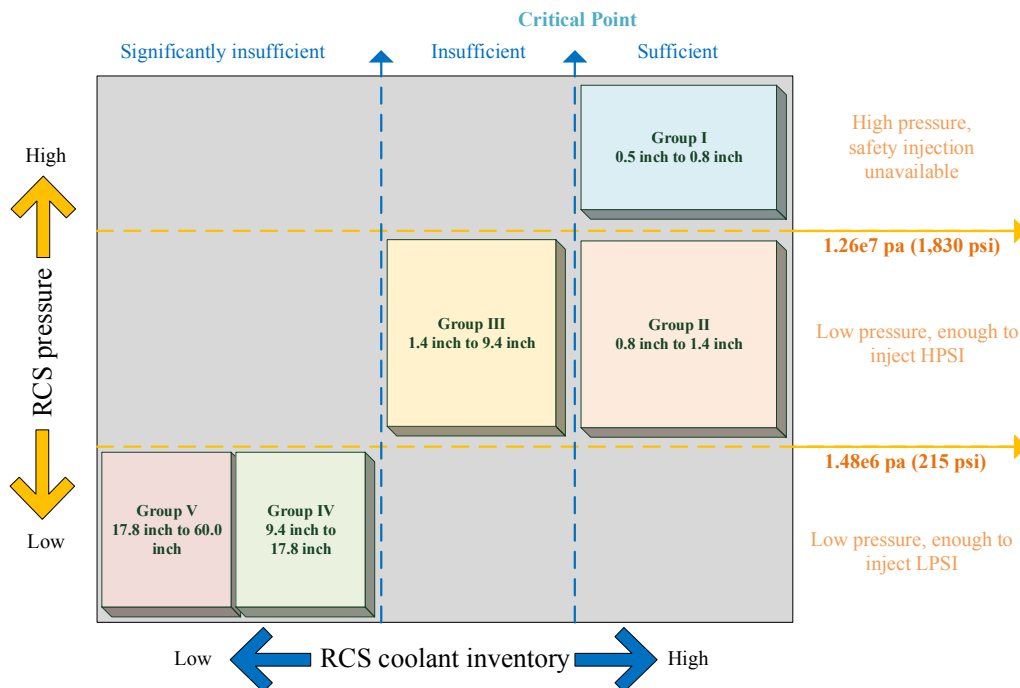 Critical Point
Significantly insufficient
Insufficient
Sufficient
High
RCS pressure
Low
Group I
0.5 inch to 0.8 inch
High pressure,
safety injection
unavailable
1.26e7 pa (1,830 psi)
Group III
1.4 inch to 9.4 inch
Group II
0.8 inch to 1.4 inch
Low pressure, enough to
inject HPSI
1.48e6 pa (215 psi)
Group V
17.8 inch to 60.0
inch
Group IV
9.4 inch to
17.8 inch
Low pressure, enough to
inject LPSI
Low
RCS coolant inventory
High